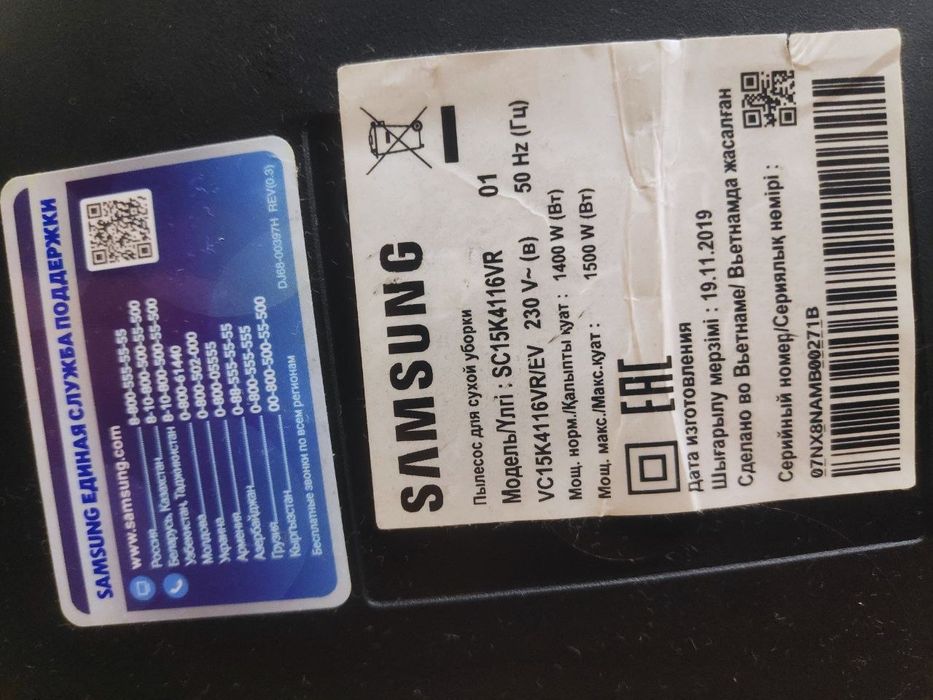 SAMSUNG ЕДИНАЯ СЛУЖБА ПОДДЕРЖКИ
www.samsung.com
Россия 8-800-555-55-55
Беларусь, Казахстан 8-10-800-500-55-500
Узбекистан, Таджикистан 8-10-800-500-55-500
Молдова 0-800-61440
Украина 0-800-502-000
Армения 0-800-05555
Азербайджан 0-88-555-55-55
Грузия 0-800-555-555
Кыргызстан 00-800-500-55-500
Бесплатные звонки по всем регионам
DJ68-00397H REV(0.3)
SAMSUNG
Пылесос для сухой уборки
Модель/Үлгі : SC15K4116VR 01
VC15K4116VR/EV 230 V~ (В) 50 Hz (Гц)
Мощ. норм./Қалыпты қуат : 1400 W (Вт)
Мощ. макс./Макс.қуат : 1500 W (Вт)
EAC
Дата изготовления
Шығарылу мерзімі : 19.11.2019
Сделано во Вьетнаме/ Вьетнамда жасалған
Серийный номер/Сериялық нөмірі :
07NX8NAMB00271B